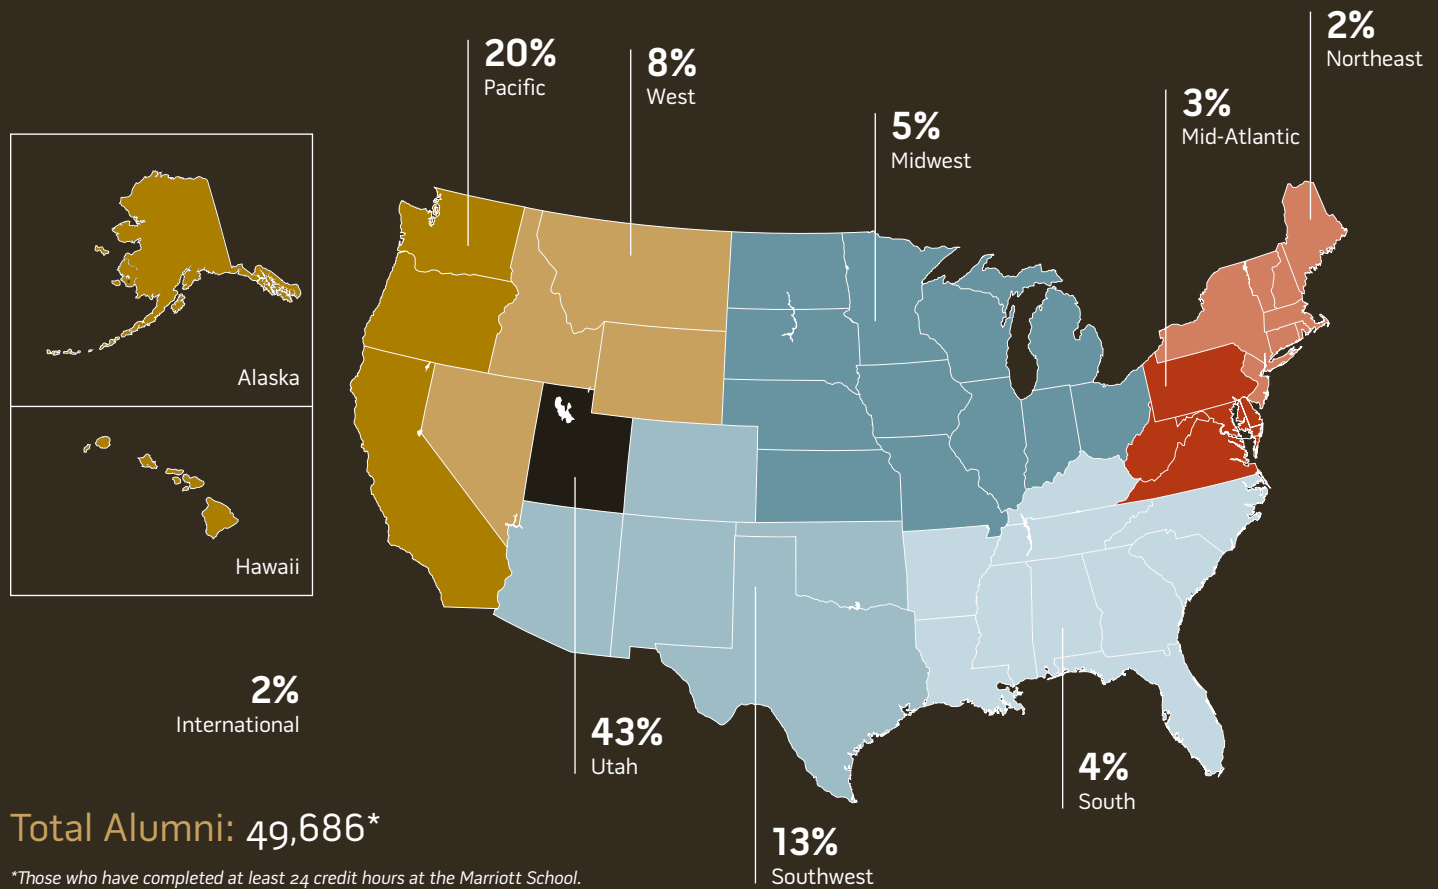 2%
Northeast
20%
Pacific
8%
West
3%
Mid-Atlantic
5%
Midwest
Alaska
Hawaii
2%
International
43%
Utah
4%
South
13%
Southwest
Total Alumni: 49,686*
*Those who have completed at least 24 credit hours at the Marriott School.